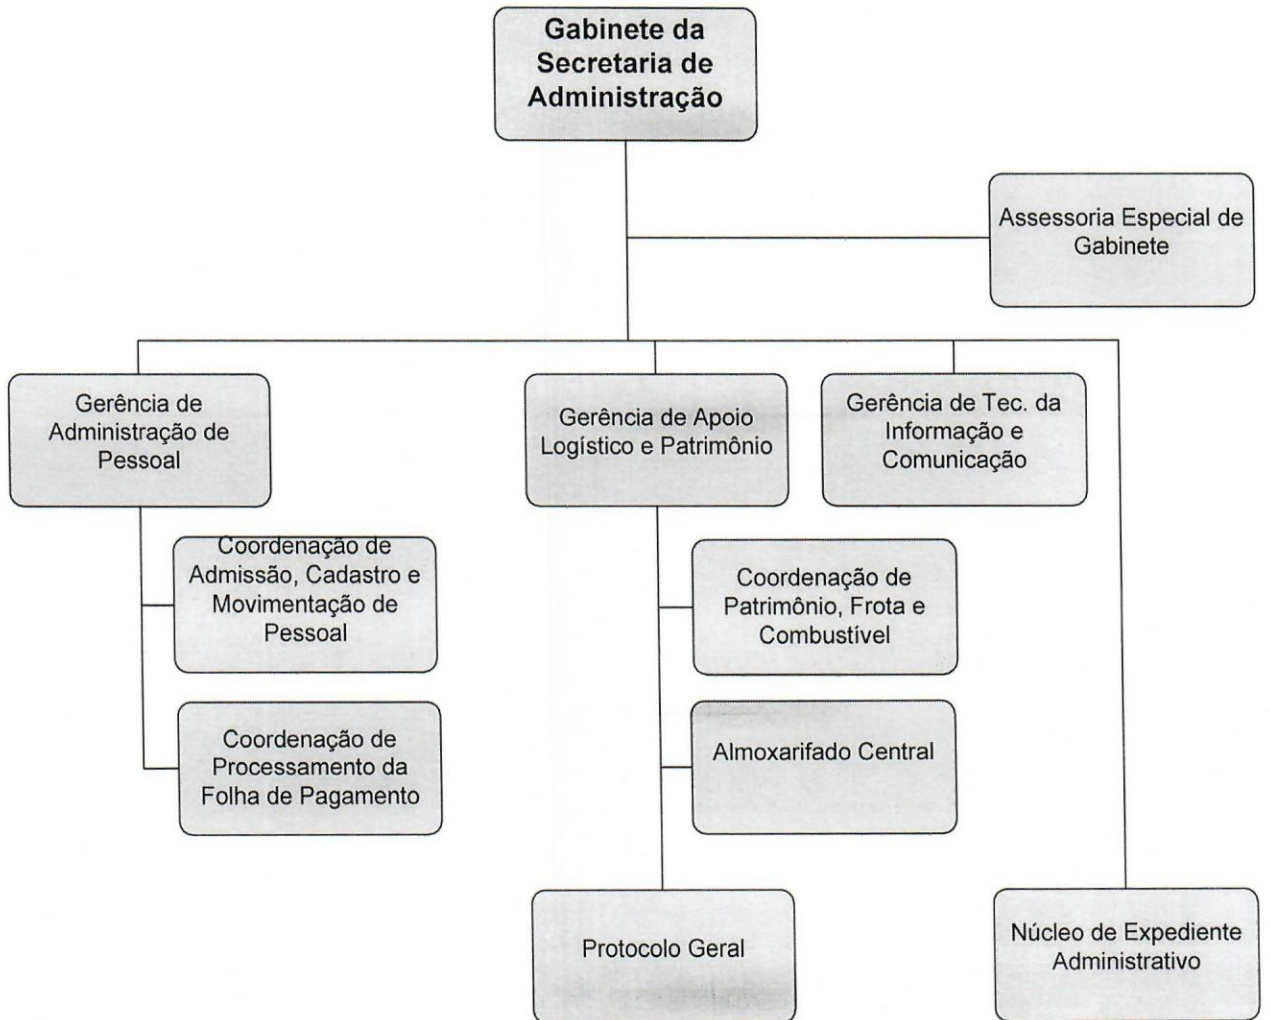 Gabinete da
Secretaria de
Administração
Assessoria Especial de
Gabinete
Gerência de
Administração de
Pessoal
Gerência de Apoio
Logístico e Patrimônio
Gerência de Tec. da
Informação e
Comunicação
Coordenação de
Admissão, Cadastro e
Movimentação de
Pessoal
Coordenação de
Patrimônio, Frota e
Combustível
Coordenação de
Processamento da
Folha de Pagamento
Almoxarifado Central
Protocolo Geral
Núcleo de Expediente
Administrativo